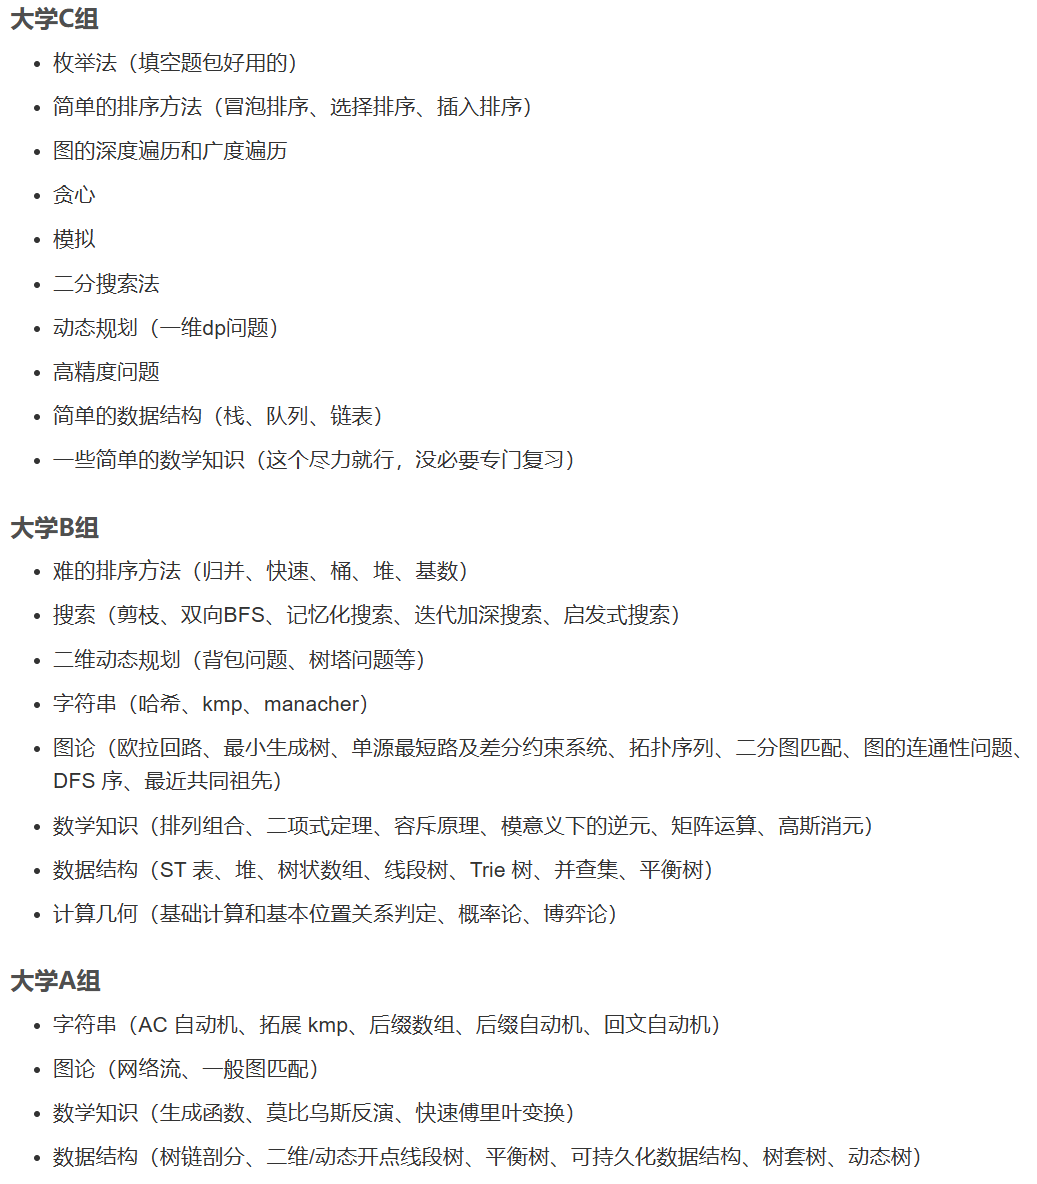 大学C组
枚举法（填空题包好用的）
简单的排序方法（冒泡排序、选择排序、插入排序）
图的深度遍历和广度遍历
贪心
模拟
二分搜索法
动态规划（一维dp问题）
高精度问题
简单的数据结构（栈、队列、链表）
一些简单的数学知识（这个尽力就行，没必要专门复习）
大学B组
难的排序方法（归并、快速、桶、堆、基数）
搜索（剪枝、双向BFS、记忆化搜索、迭代加深搜索、启发式搜索）
二维动态规划（背包问题、树塔问题等）
字符串（哈希、kmp、manacher）
图论（欧拉回路、最小生成树、单源最短路及差分约束系统、拓扑序列、二分图匹配、图的连通性问题、
DFS 序、最近共同祖先）
数学知识（排列组合、二项式定理、容斥原理、模意义下的逆元、矩阵运算、高斯消元）
数据结构（ST 表、堆、树状数组、线段树、Trie 树、并查集、平衡树）
计算几何（基础计算和基本位置关系判定、概率论、博弈论）
大学A组
字符串（AC 自动机、拓展 kmp、后缀数组、后缀自动机、回文自动机）
图论（网络流、一般图匹配）
数学知识（生成函数、莫比乌斯反演、快速傅里叶变换）
数据结构（树链剖分、二维/动态开点线段树、平衡树、可持久化数据结构、树套树、动态树）